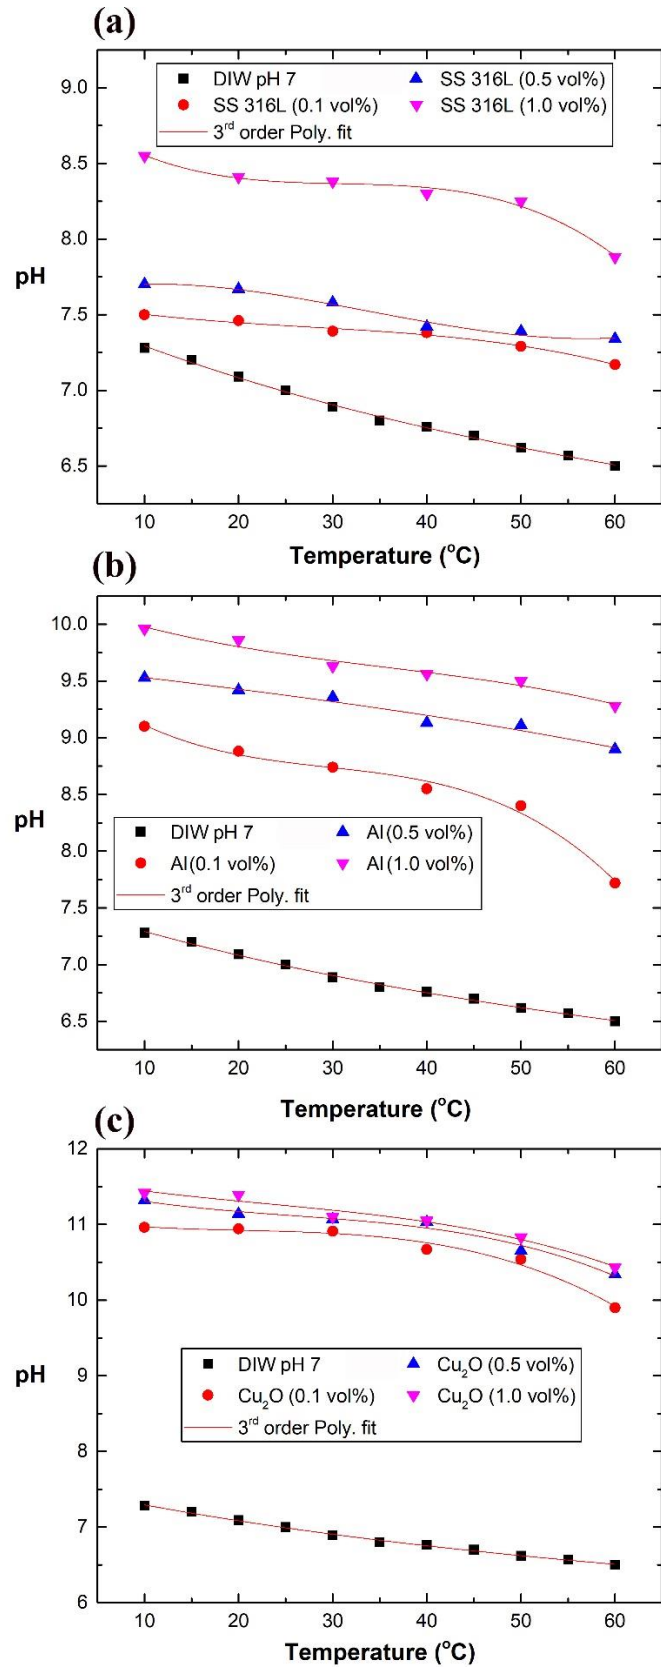 (a)
DIW pH 7
SS 316L (0.5 vol%)
SS 316L (0.1 vol%)
SS 316L (1.0 vol%)
3rd order Poly. fit
9.0
8.5
8.0
7.5
7.0
6.5
pH
10 20 30 40 50 60
Temperature (oC)
(b)
10.0
9.5
9.0
8.5
8.0
7.5
7.0
6.5
pH
DIW pH 7
Al (0.5 vol%)
Al (0.1 vol%)
Al (1.0 vol%)
3rd order Poly. fit
10 20 30 40 50 60
Temperature (oC)
(c)
12
11
10
9
8
7
6
pH
DIW pH 7
Cu2O (0.5 vol%)
Cu2O (0.1 vol%)
Cu2O (1.0 vol%)
3rd order Poly. fit
10 20 30 40 50 60
Temperature (oC)